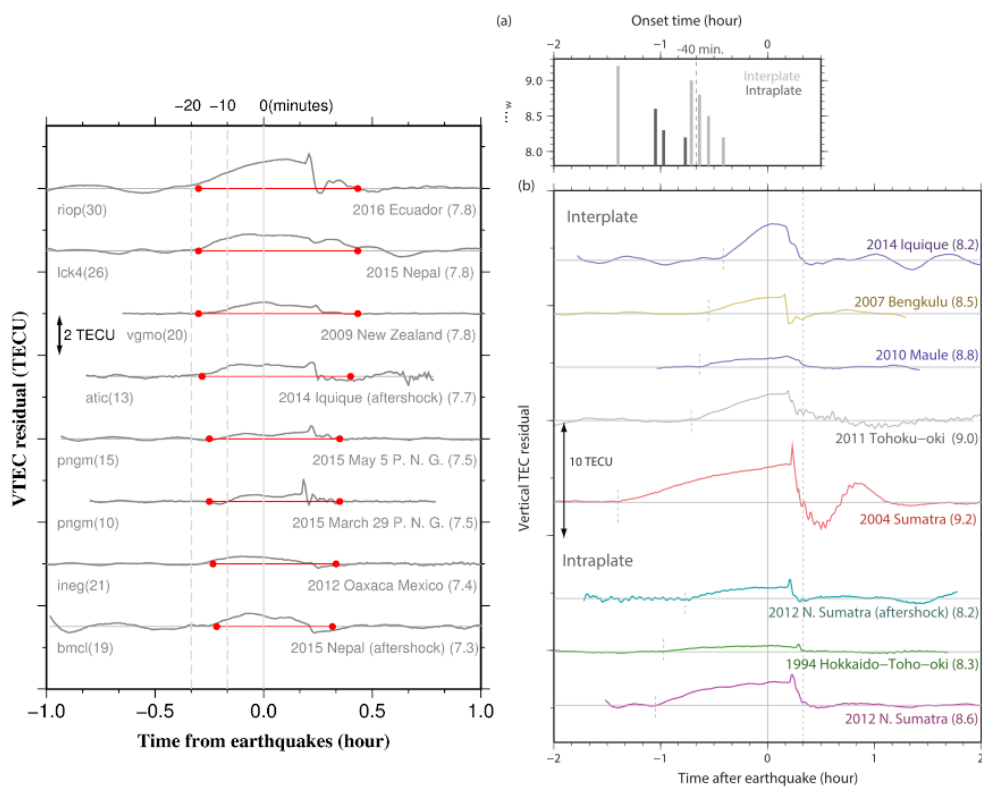 −20 −10 0(minutes)
riop(30) 2016 Ecuador (7.8)
lck4(26) 2015 Nepal (7.8)
2 TECU
vgmo(20) 2009 New Zealand (7.8)
atic(13) 2014 Iquique (aftershock) (7.7)
pngm(15) 2015 May 5 P. N. G. (7.5)
pngm(10) 2015 March 29 P. N. G. (7.5)
ineg(21) 2012 Oaxaca Mexico (7.4)
bmcl(19) 2015 Nepal (aftershock) (7.3)
VTEC residual (TECU)
−1.0 −0.5 0.0 0.5 1.0
Time from earthquakes (hour)
(a)
Onset time (hour)
−2 −1 0
-40 min.
Interplate
Intraplate
9.0
8.4
8.0
w
(b)
Interplate
2014 Iquique (8.2)
2007 Bengkulu (8.5)
2010 Maule (8.8)
2011 Tohoku−oki (9.0)
10 TECU
2004 Sumatra (9.2)
Intraplate
2012 N. Sumatra (aftershock) (8.2)
1994 Hokkaido−Toho−oki (8.3)
2012 N. Sumatra (8.6)
Vertical TEC residual
−2 −1 0 1 2
Time after earthquake (hour)